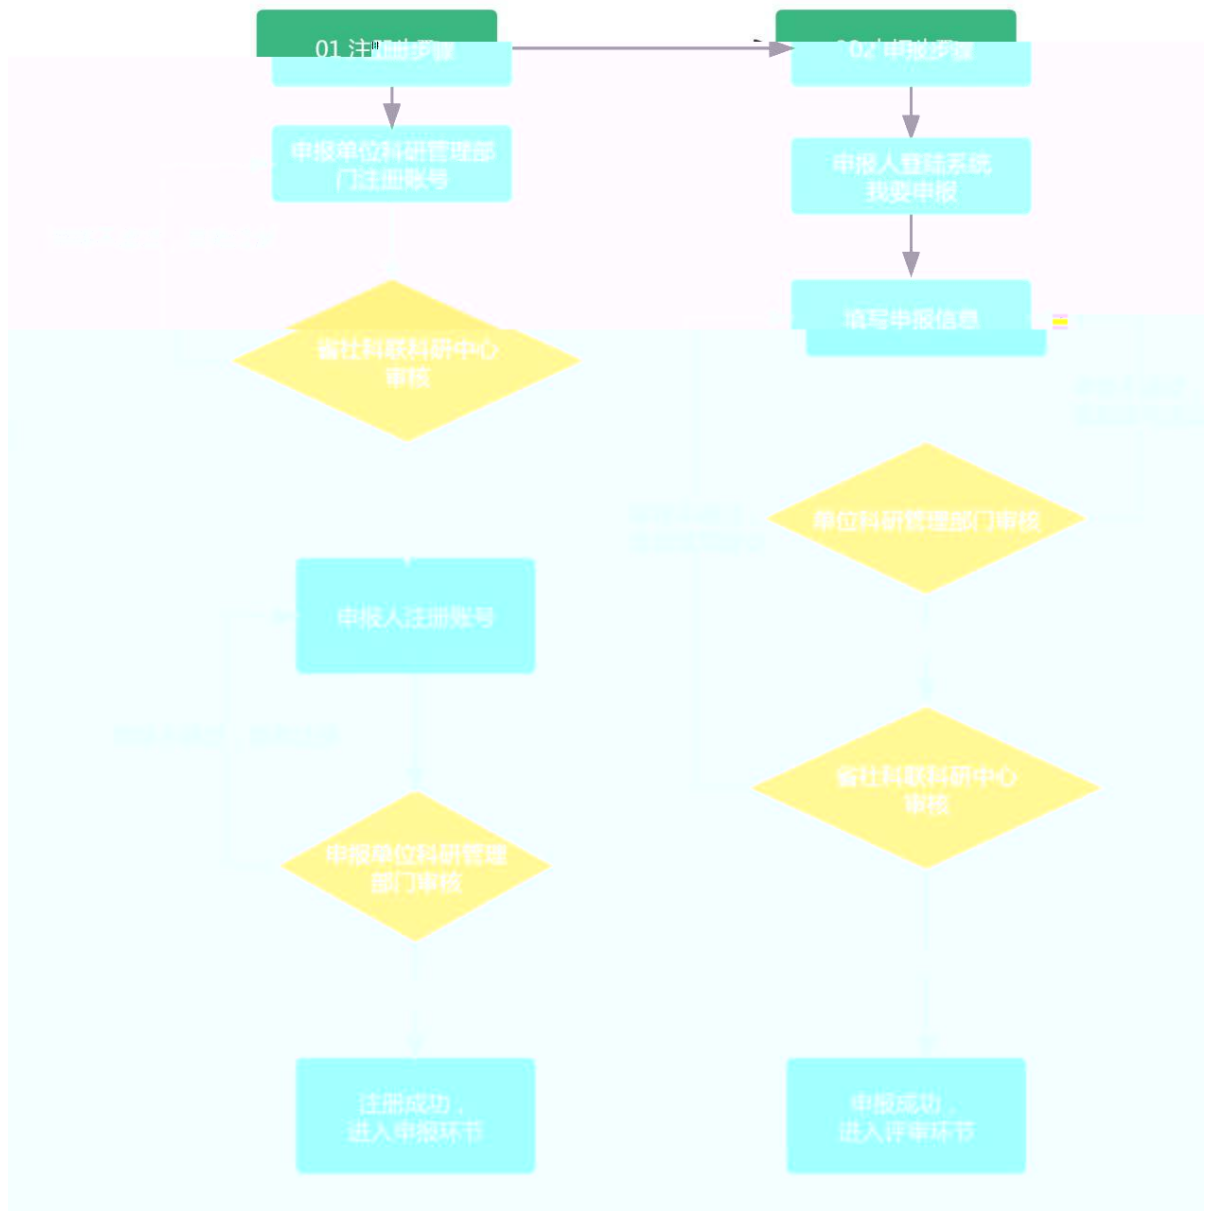 01 注册步骤
02 申报步骤
申报单位科研管理部
门注册账号
申报人登陆系统
我要申报
填写申报信息
省社科联科研中心
审核
单位科研管理部门审核
申报人注册账号
省社科联科研中心
审核
申报单位科研管理
部门审核
注册成功，
进入申报环节
申报成功，
进入评审环节